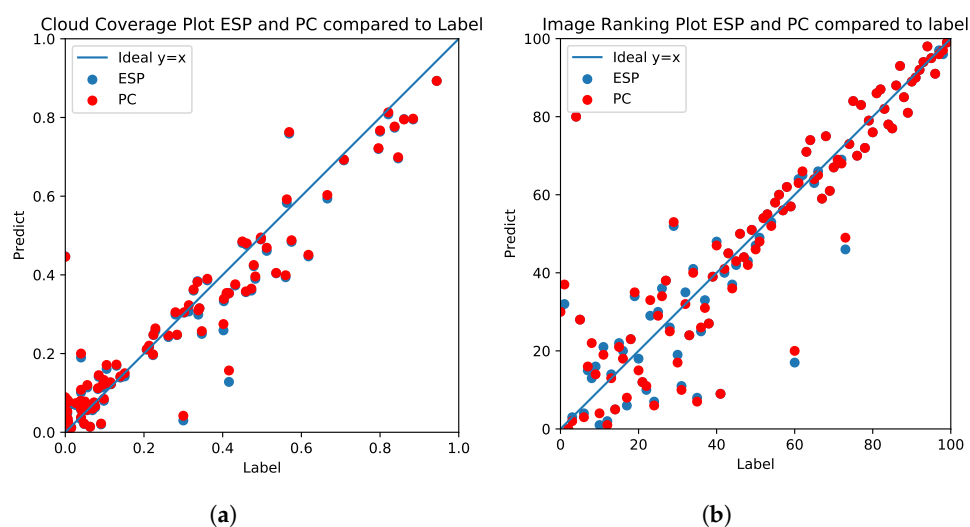 Cloud Coverage Plot ESP and PC compared to Label
1.0
0.8
0.6
0.4
0.2
0.0
0.0 0.2 0.4 0.6 0.8 1.0
Predict
Label
Ideal y=x
ESP
PC
(a)
Image Ranking Plot ESP and PC compared to label
100
80
60
40
20
0
0 20 40 60 80 100
Predict
Label
Ideal y=x
ESP
PC
(b)